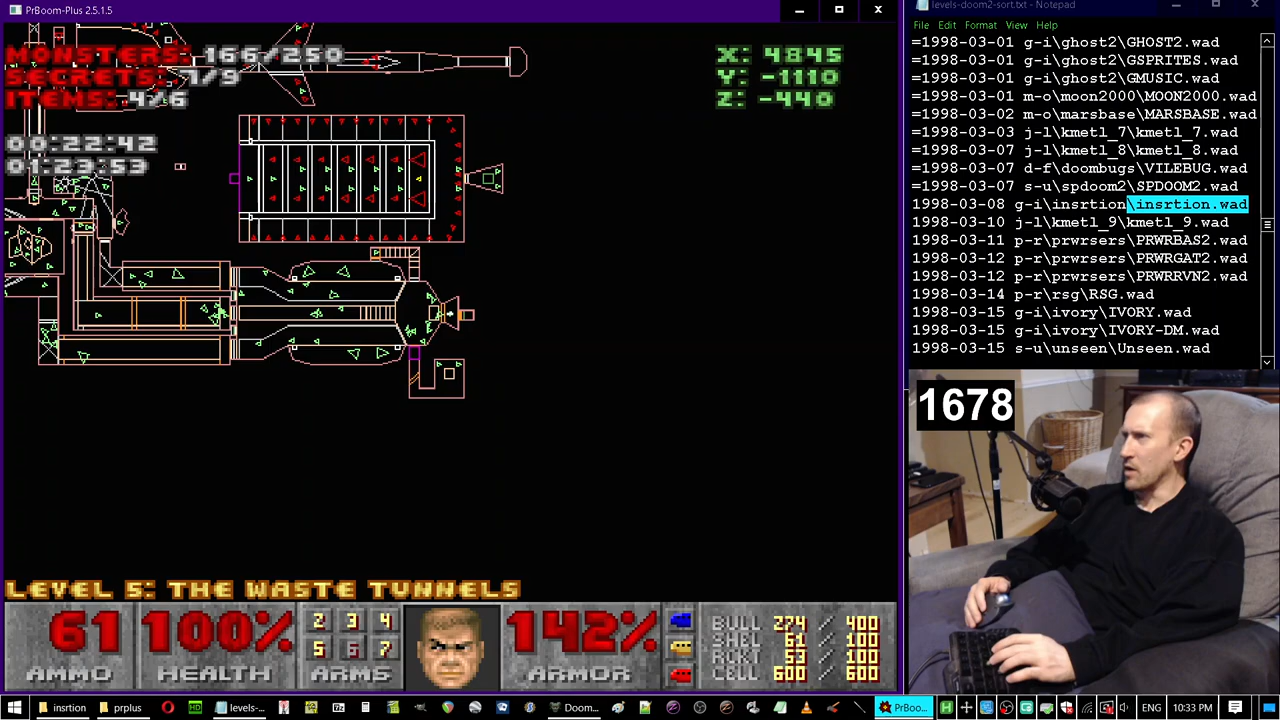 PrBoom-Plus 2.5.1.5
MONSTERS: 166/250
SECRETS: 1/9
ITEMS: 4/6
00:22:42
01:23:53
X: 4845
Y: -1110
Z: -440
LEVEL 5: THE WASTE TUNNELS
61
AMMO
100%
HEALTH
2 3 4
5 6 7
ARMS
142%
ARMOR
BULL 274 / 400
SHEL 61 / 100
RCKT 53 / 100
CELL 600 / 600
levels-doom2-sort.txt - Notepad
File Edit Format View Help
=1998-03-01 g-i\ghost2\GHOST2.wad
=1998-03-01 g-i\ghost2\GSPRITES.wad
=1998-03-01 g-i\ghost2\GMUSIC.wad
=1998-03-01 m-o\moon2000\MOON2000.wad
=1998-03-02 m-o\marsbase\MARSBASE.wad
=1998-03-03 j-l\kmetl_7\kmetl_7.wad
=1998-03-07 j-l\kmetl_8\kmetl_8.wad
=1998-03-07 d-f\doombugs\VILEBUG.wad
=1998-03-07 s-u\spdoom2\SPDOOM2.wad
1998-03-08 g-i\insrtion\insrtion.wad
1998-03-10 j-l\kmetl_9\kmetl_9.wad
1998-03-11 p-r\prwrsers\PRWRBAS2.wad
1998-03-12 p-r\prwrsers\PRWRGAT2.wad
1998-03-12 p-r\prwrsers\PRWRRVN2.wad
1998-03-14 p-r\rsg\RSG.wad
1998-03-15 g-i\ivory\IVORY.wad
1998-03-15 g-i\ivory\IVORY-DM.wad
1998-03-15 s-u\unseen\Unseen.wad
1678
insrtion
prplus
levels-...
Doom...
PrBoo...
ENG
10:33 PM